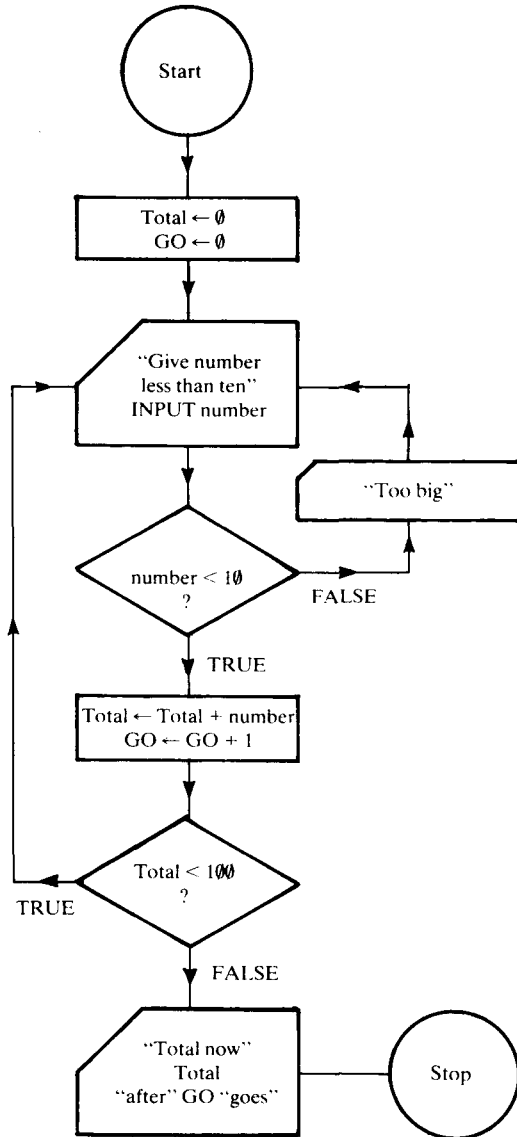 Start
Total ← 0
GO ← 0
“Give number
less than ten”
INPUT number
“Too big”
number < 10
?
FALSE
TRUE
Total ← Total + number
GO ← GO + 1
Total < 100
?
TRUE
FALSE
“Total now”
Total
“after” GO “goes”
Stop